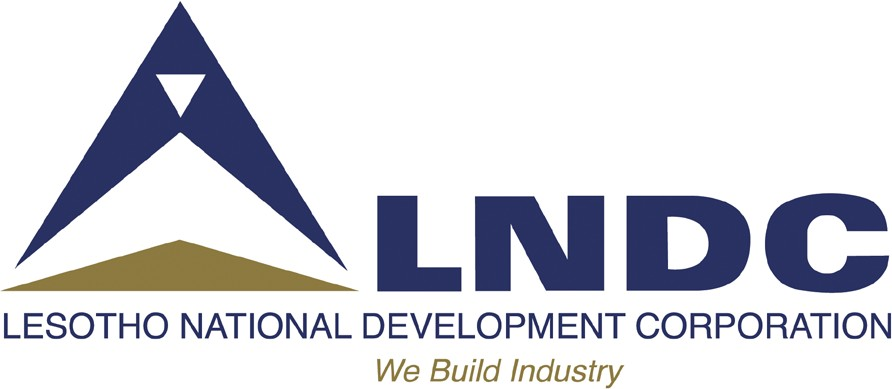 LNDC
LESOTHO NATIONAL DEVELOPMENT CORPORATION
We Build Industry